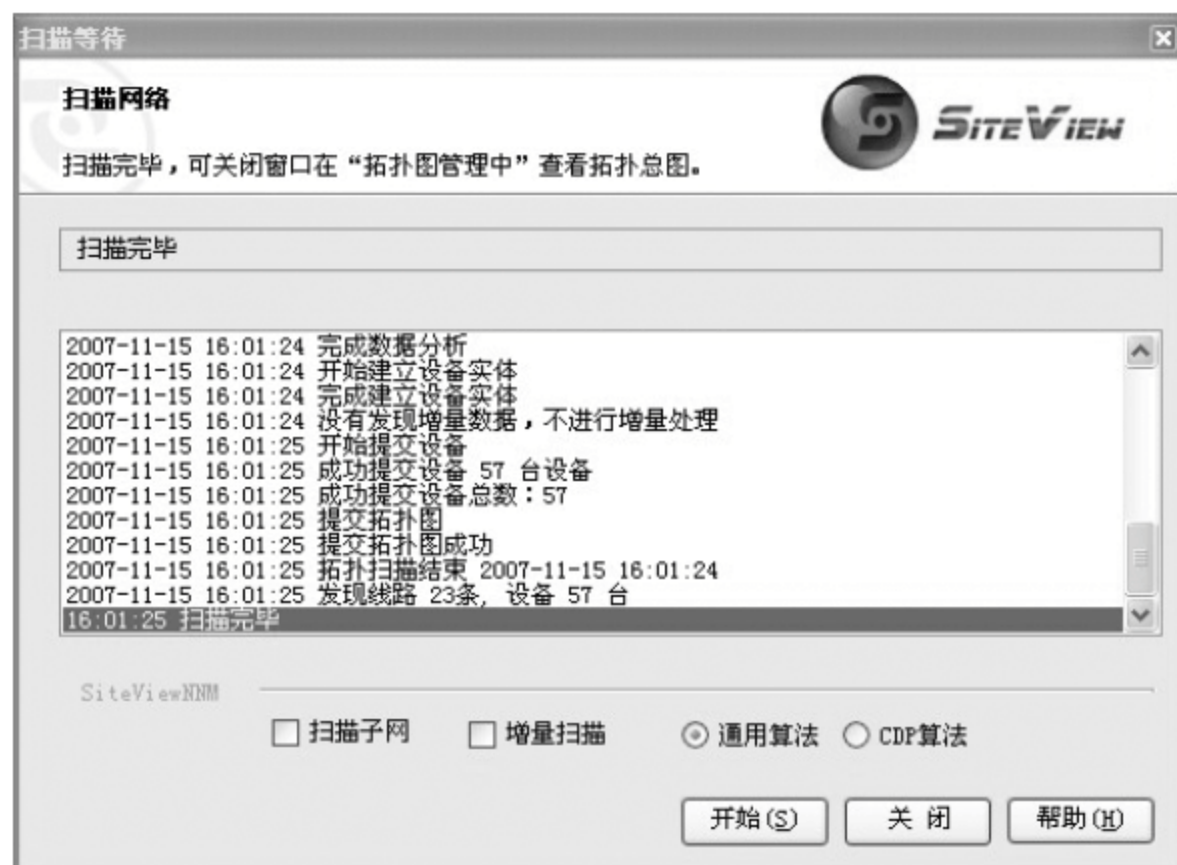 扫描等待
扫描网络
SITEVIEW
扫描完毕，可关闭窗口在“拓扑图管理中”查看拓扑总图。
扫描完毕
2007-11-15 16:01:24 完成数据分析
2007-11-15 16:01:24 开始建立设备实体
2007-11-15 16:01:24 完成建立设备实体
2007-11-15 16:01:24 没有发现增量数据，不进行增量处理
2007-11-15 16:01:25 开始提交设备
2007-11-15 16:01:25 成功提交设备 57 台设备
2007-11-15 16:01:25 成功提交设备总数：57
2007-11-15 16:01:25 提交拓扑图
2007-11-15 16:01:25 提交拓扑图成功
2007-11-15 16:01:25 拓扑扫描结束 2007-11-15 16:01:24
2007-11-15 16:01:25 发现线路 23条, 设备 57 台
16:01:25 扫描完毕
SiteViewNNM
扫描子网 增量扫描 通用算法 CDP算法
开始(S) 关 闭 帮助(H)